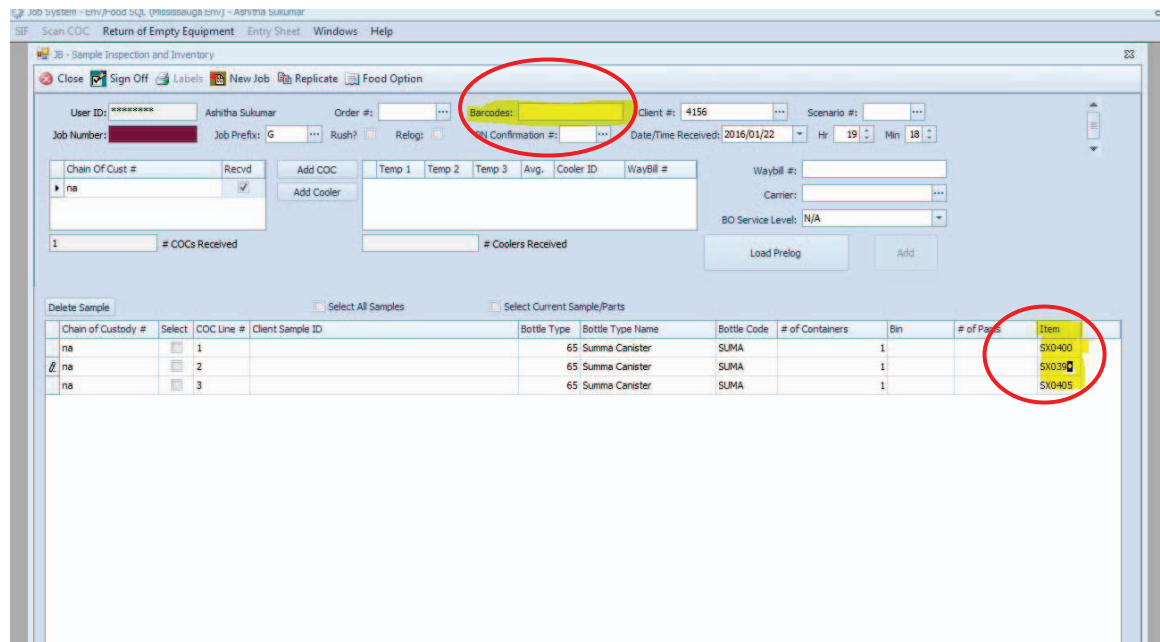 Job System - Env/Food SQL (Mississauga Env) - Ashitha Sukumar
SIF Scan COC Return of Empty Equipment Entry Sheet Windows Help
JB - Sample Inspection and Inventory
Close Sign Off Labels New Job Replicate Food Option
User ID: ******** Ashitha Sukumar Order #: ... Barcodes: Client #: 4156 ... Scenario #: ...
Job Number: Job Prefix: G ... Rush? Relog: RN Confirmation #: ... Date/Time Received: 2016/01/22 Hr 19 Min 18
Chain Of Cust # Recvd Add COC Temp 1 Temp 2 Temp 3 Avg. Cooler ID WayBill # Waybill #:
na Add Cooler Carrier: ...
BO Service Level: N/A
1 # COCs Received # Coolers Received Load Prelog Add
Delete Sample Select All Samples Select Current Sample/Parts
Chain of Custody # Select COC Line # Client Sample ID Bottle Type Bottle Type Name Bottle Code # of Containers Bin # of Parts Item
na 1 65 Summa Canister SUMA 1 SX0400
na 2 65 Summa Canister SUMA 1
na 3 65 Summa Canister SUMA 1 SX0405